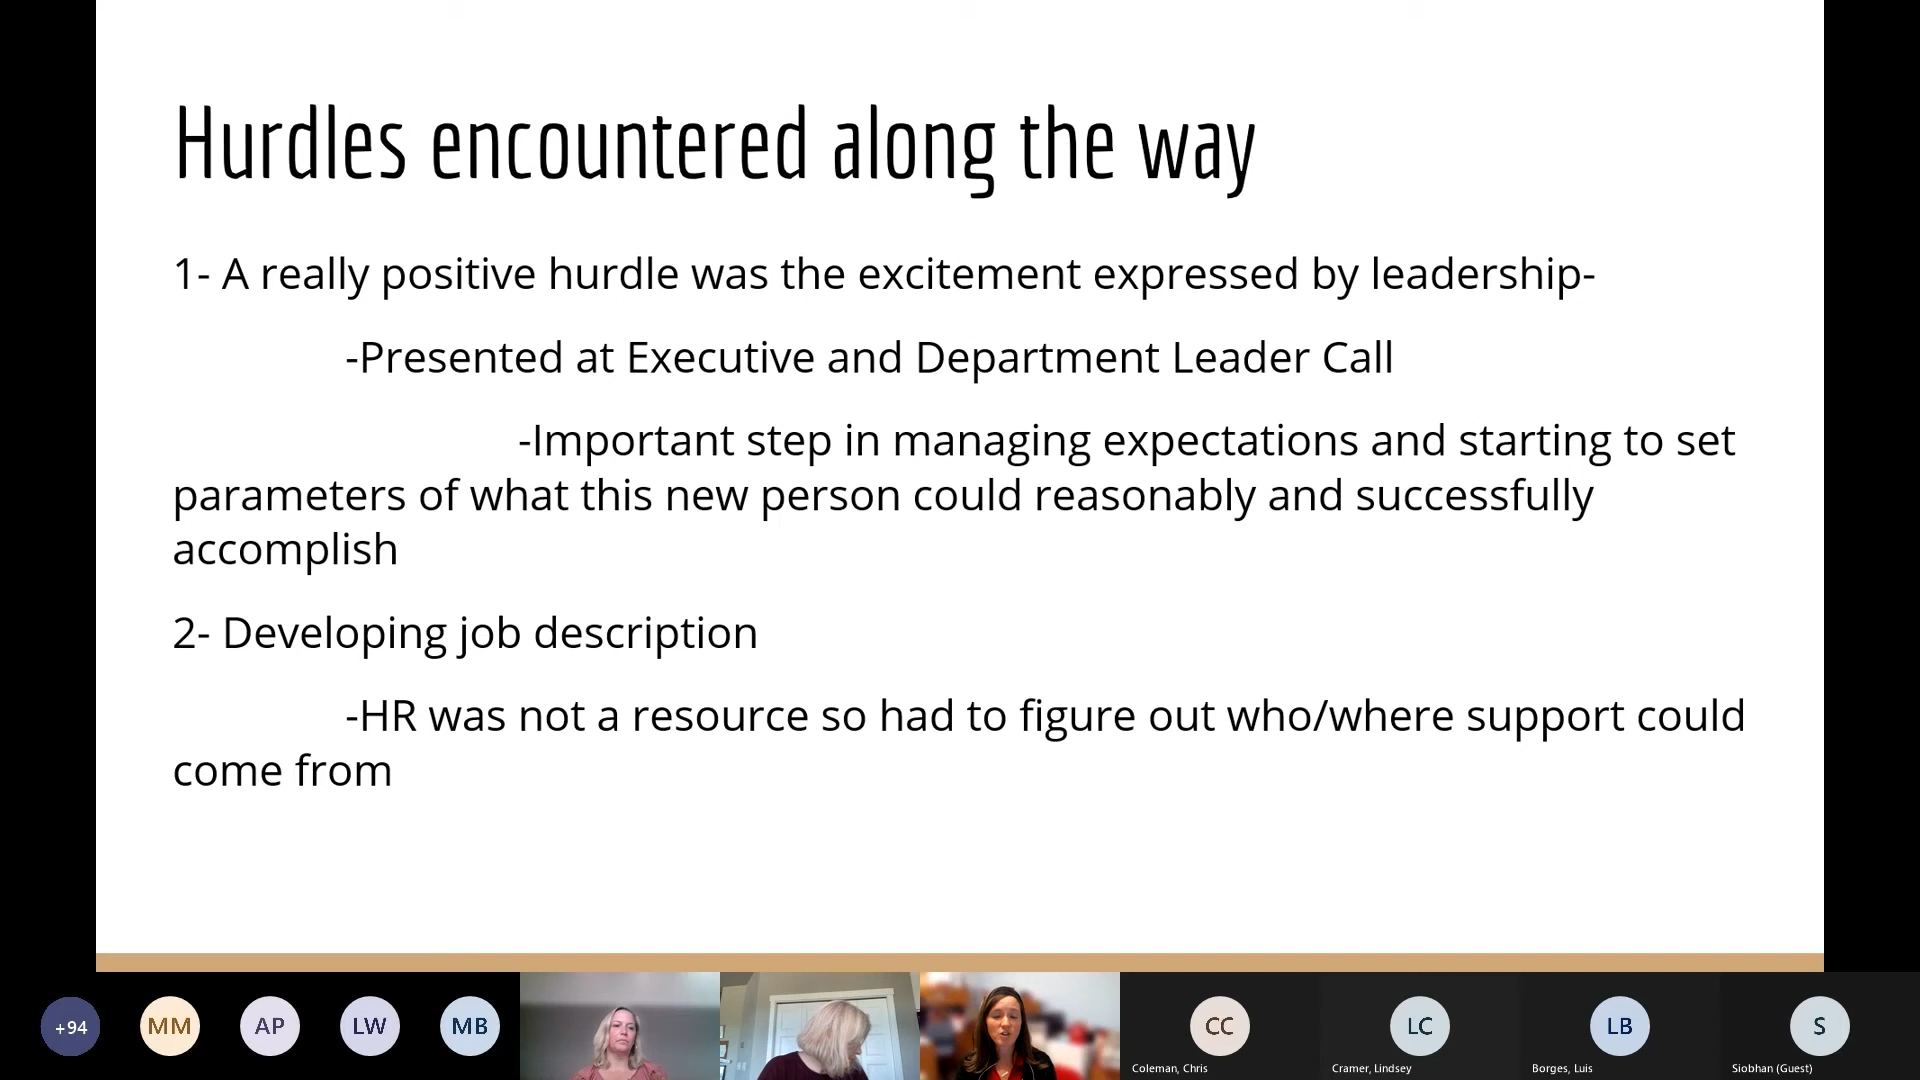 Hurdles encountered along the way
1- A really positive hurdle was the excitement expressed by leadership-
-Presented at Executive and Department Leader Call
-Important step in managing expectations and starting to set
parameters of what this new person could reasonably and successfully
accomplish
2- Developing job description
-HR was not a resource so had to figure out who/where support could
come from
+94
MM
AP
LW
MB
CC
LC
LB
S
Coleman, Chris
Cramer, Lindsey
Borges, Luis
Siobhan (Guest)